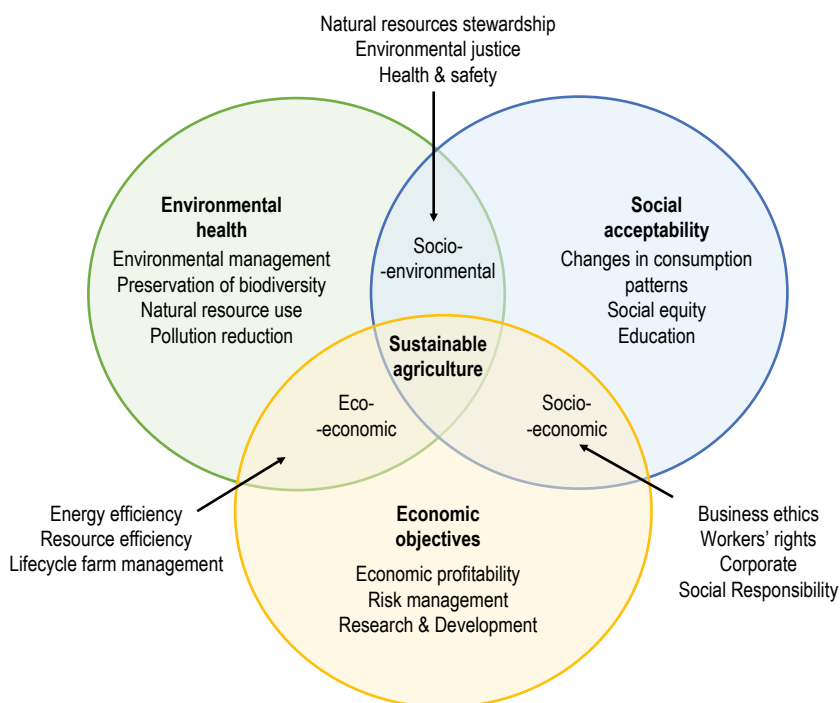 Natural resources stewardship
Environmental justice
Health & safety
Environmental
health
Environmental management
Preservation of biodiversity
Natural resource use
Pollution reduction
Socio-
-environmental
Social
acceptability
Changes in consumption
patterns
Social equity
Education
Sustainable
agriculture
Eco-
-economic
Socio-
-economic
Energy efficiency
Resource efficiency
Lifecycle farm management
Economic
objectives
Economic profitability
Risk management
Research & Development
Business ethics
Workers’ rights
Corporate
Social Responsibility